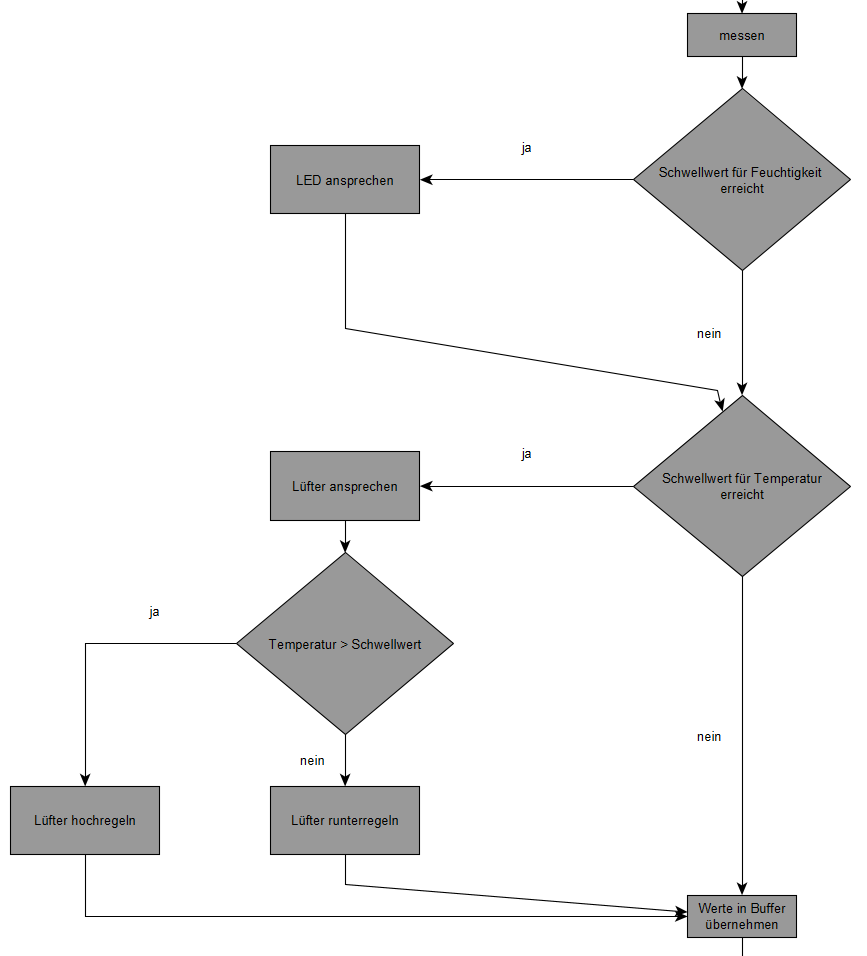 messen
ja
Schwellwert für Feuchtigkeit
erreicht
LED ansprechen
nein
ja
Schwellwert für Temperatur
erreicht
Lüfter ansprechen
ja
Temperatur > Schwellwert
nein
nein
Lüfter hochregeln
Lüfter runterregeln
Werte in Buffer
übernehmen